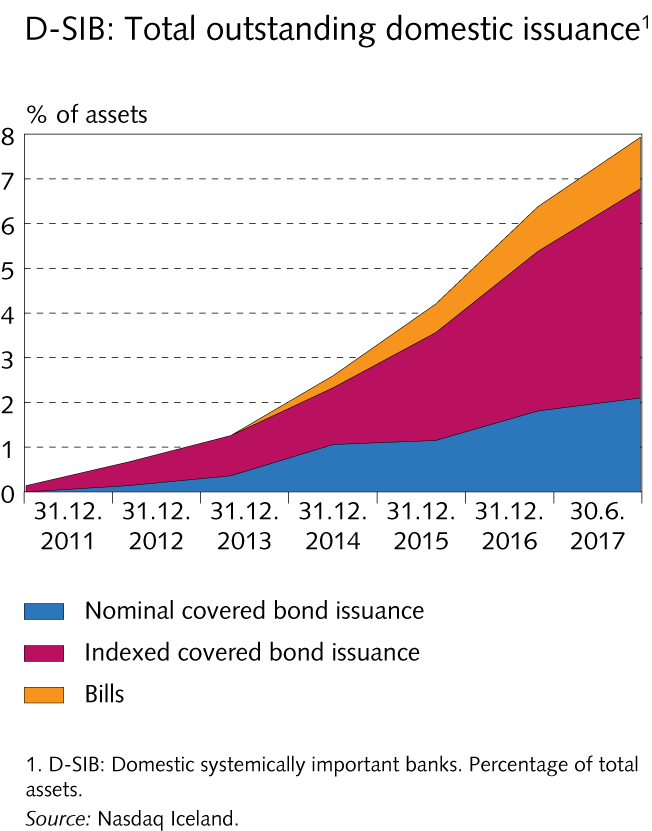 D-SIB: Total outstanding domestic issuance¹
% of assets
8
7
6
5
4
3
2
1
0
31.12. 31.12. 31.12. 31.12. 31.12. 31.12. 30.6.
2011 2012 2013 2014 2015 2016 2017
Nominal covered bond issuance
Indexed covered bond issuance
Bills
1. D-SIB: Domestic systemically important banks. Percentage of total
assets.
Source: Nasdaq Iceland.